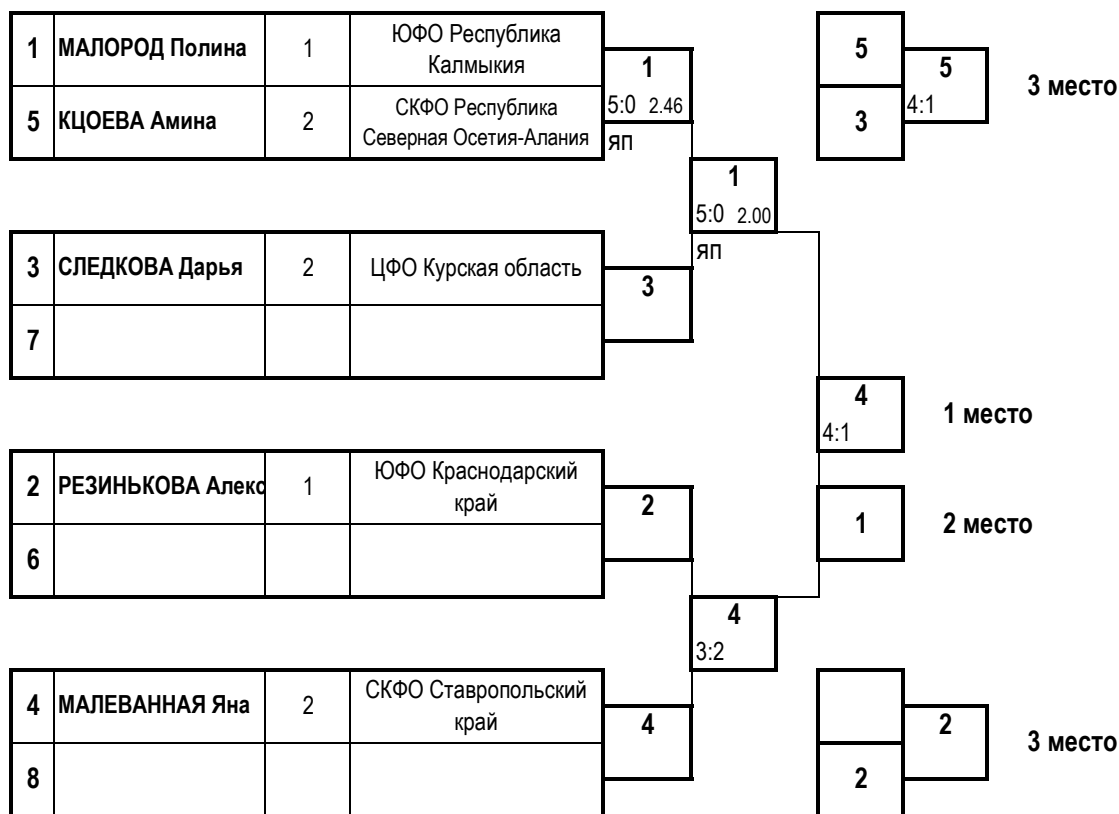 1 МАЛОРОД Полина 1 ЮФО Республика
Калмыкия
5 КЦОЕВА Амина 2 СКФО Республика
Северная Осетия-Алания
1
5:0 2.46
ЯП
3 СЛЕДКОВА Дарья 2 ЦФО Курская область
7
3
1
5:0 2.00
ЯП
2 РЕЗИНЬКОВА Алекс 1 ЮФО Краснодарский
край
6
2
4 МАЛЕВАННАЯ Яна 2 СКФО Ставропольский
край
8
4
4
3:2
4
4:1
1 место
1
2 место
5
3
5
4:1
3 место
2
2
3 место